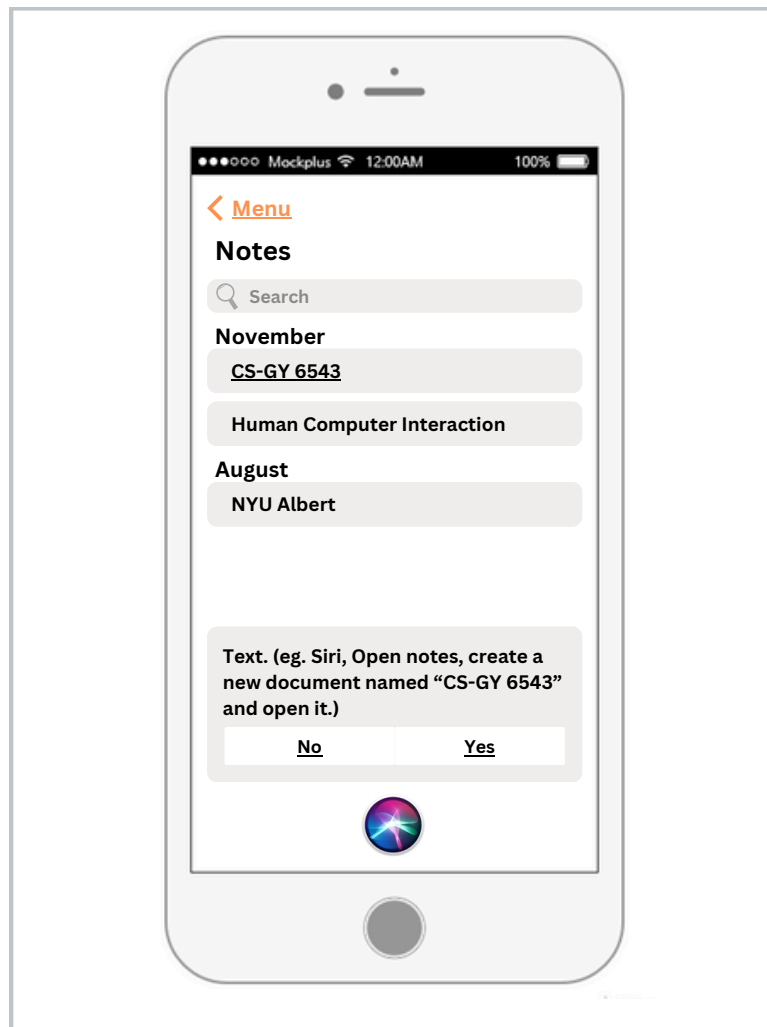 Mockplus 12:00AM 100%
Menu
Notes
Search
November
CS-GY 6543
Human Computer Interaction
August
NYU Albert
Text. (eg. Siri, Open notes, create a
new document named “CS-GY 6543”
and open it.)
No Yes